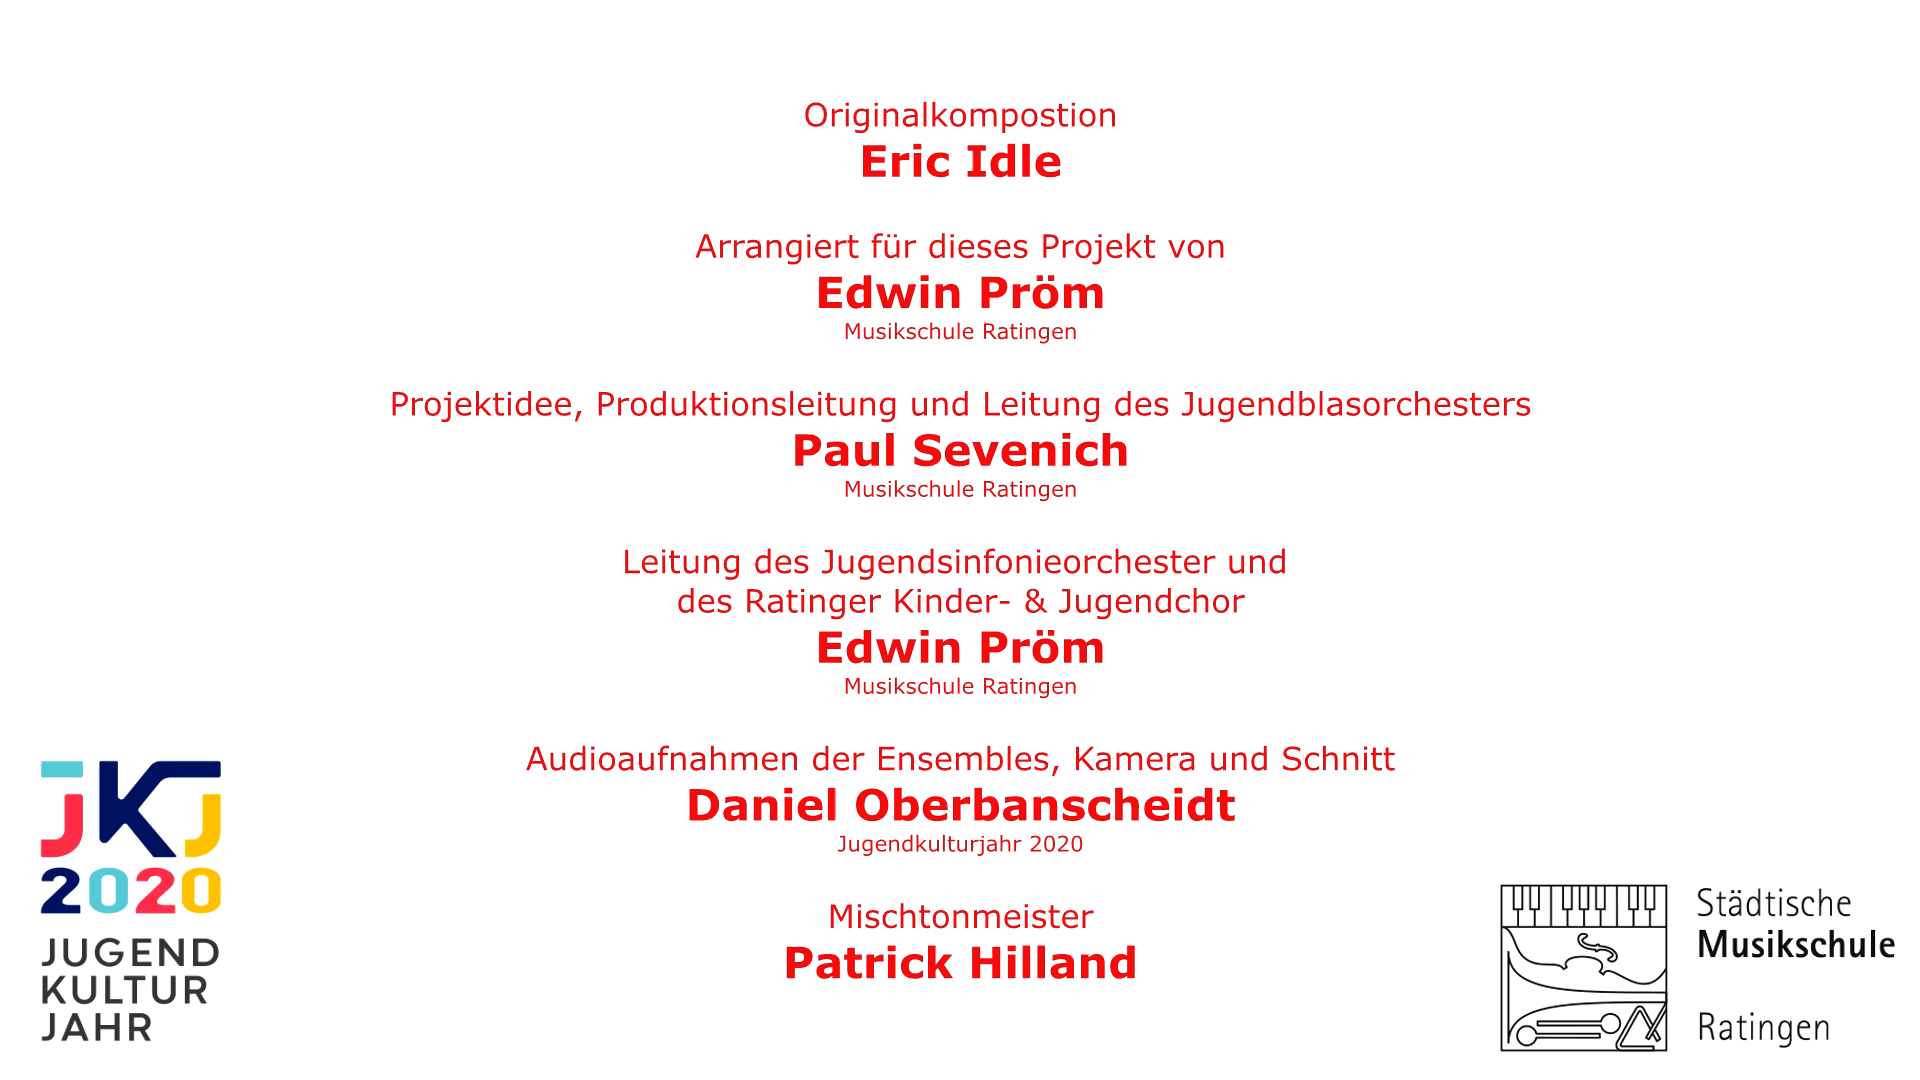 Originalkompostion
Eric Idle
Arrangiert für dieses Projekt von
Edwin Pröm
Musikschule Ratingen
Projektidee, Produktionsleitung und Leitung des Jugendblasorchesters
Paul Sevenich
Musikschule Ratingen
Leitung des Jugendsinfonieorchester und
des Ratinger Kinder- & Jugendchor
Edwin Pröm
Musikschule Ratingen
Audioaufnahmen der Ensembles, Kamera und Schnitt
Daniel Oberbanscheidt
Jugendkulturjahr 2020
Mischtonmeister
Patrick Hilland
JKJ
2020
JUGEND
KULTUR
JAHR
Städtische
Musikschule
Ratingen